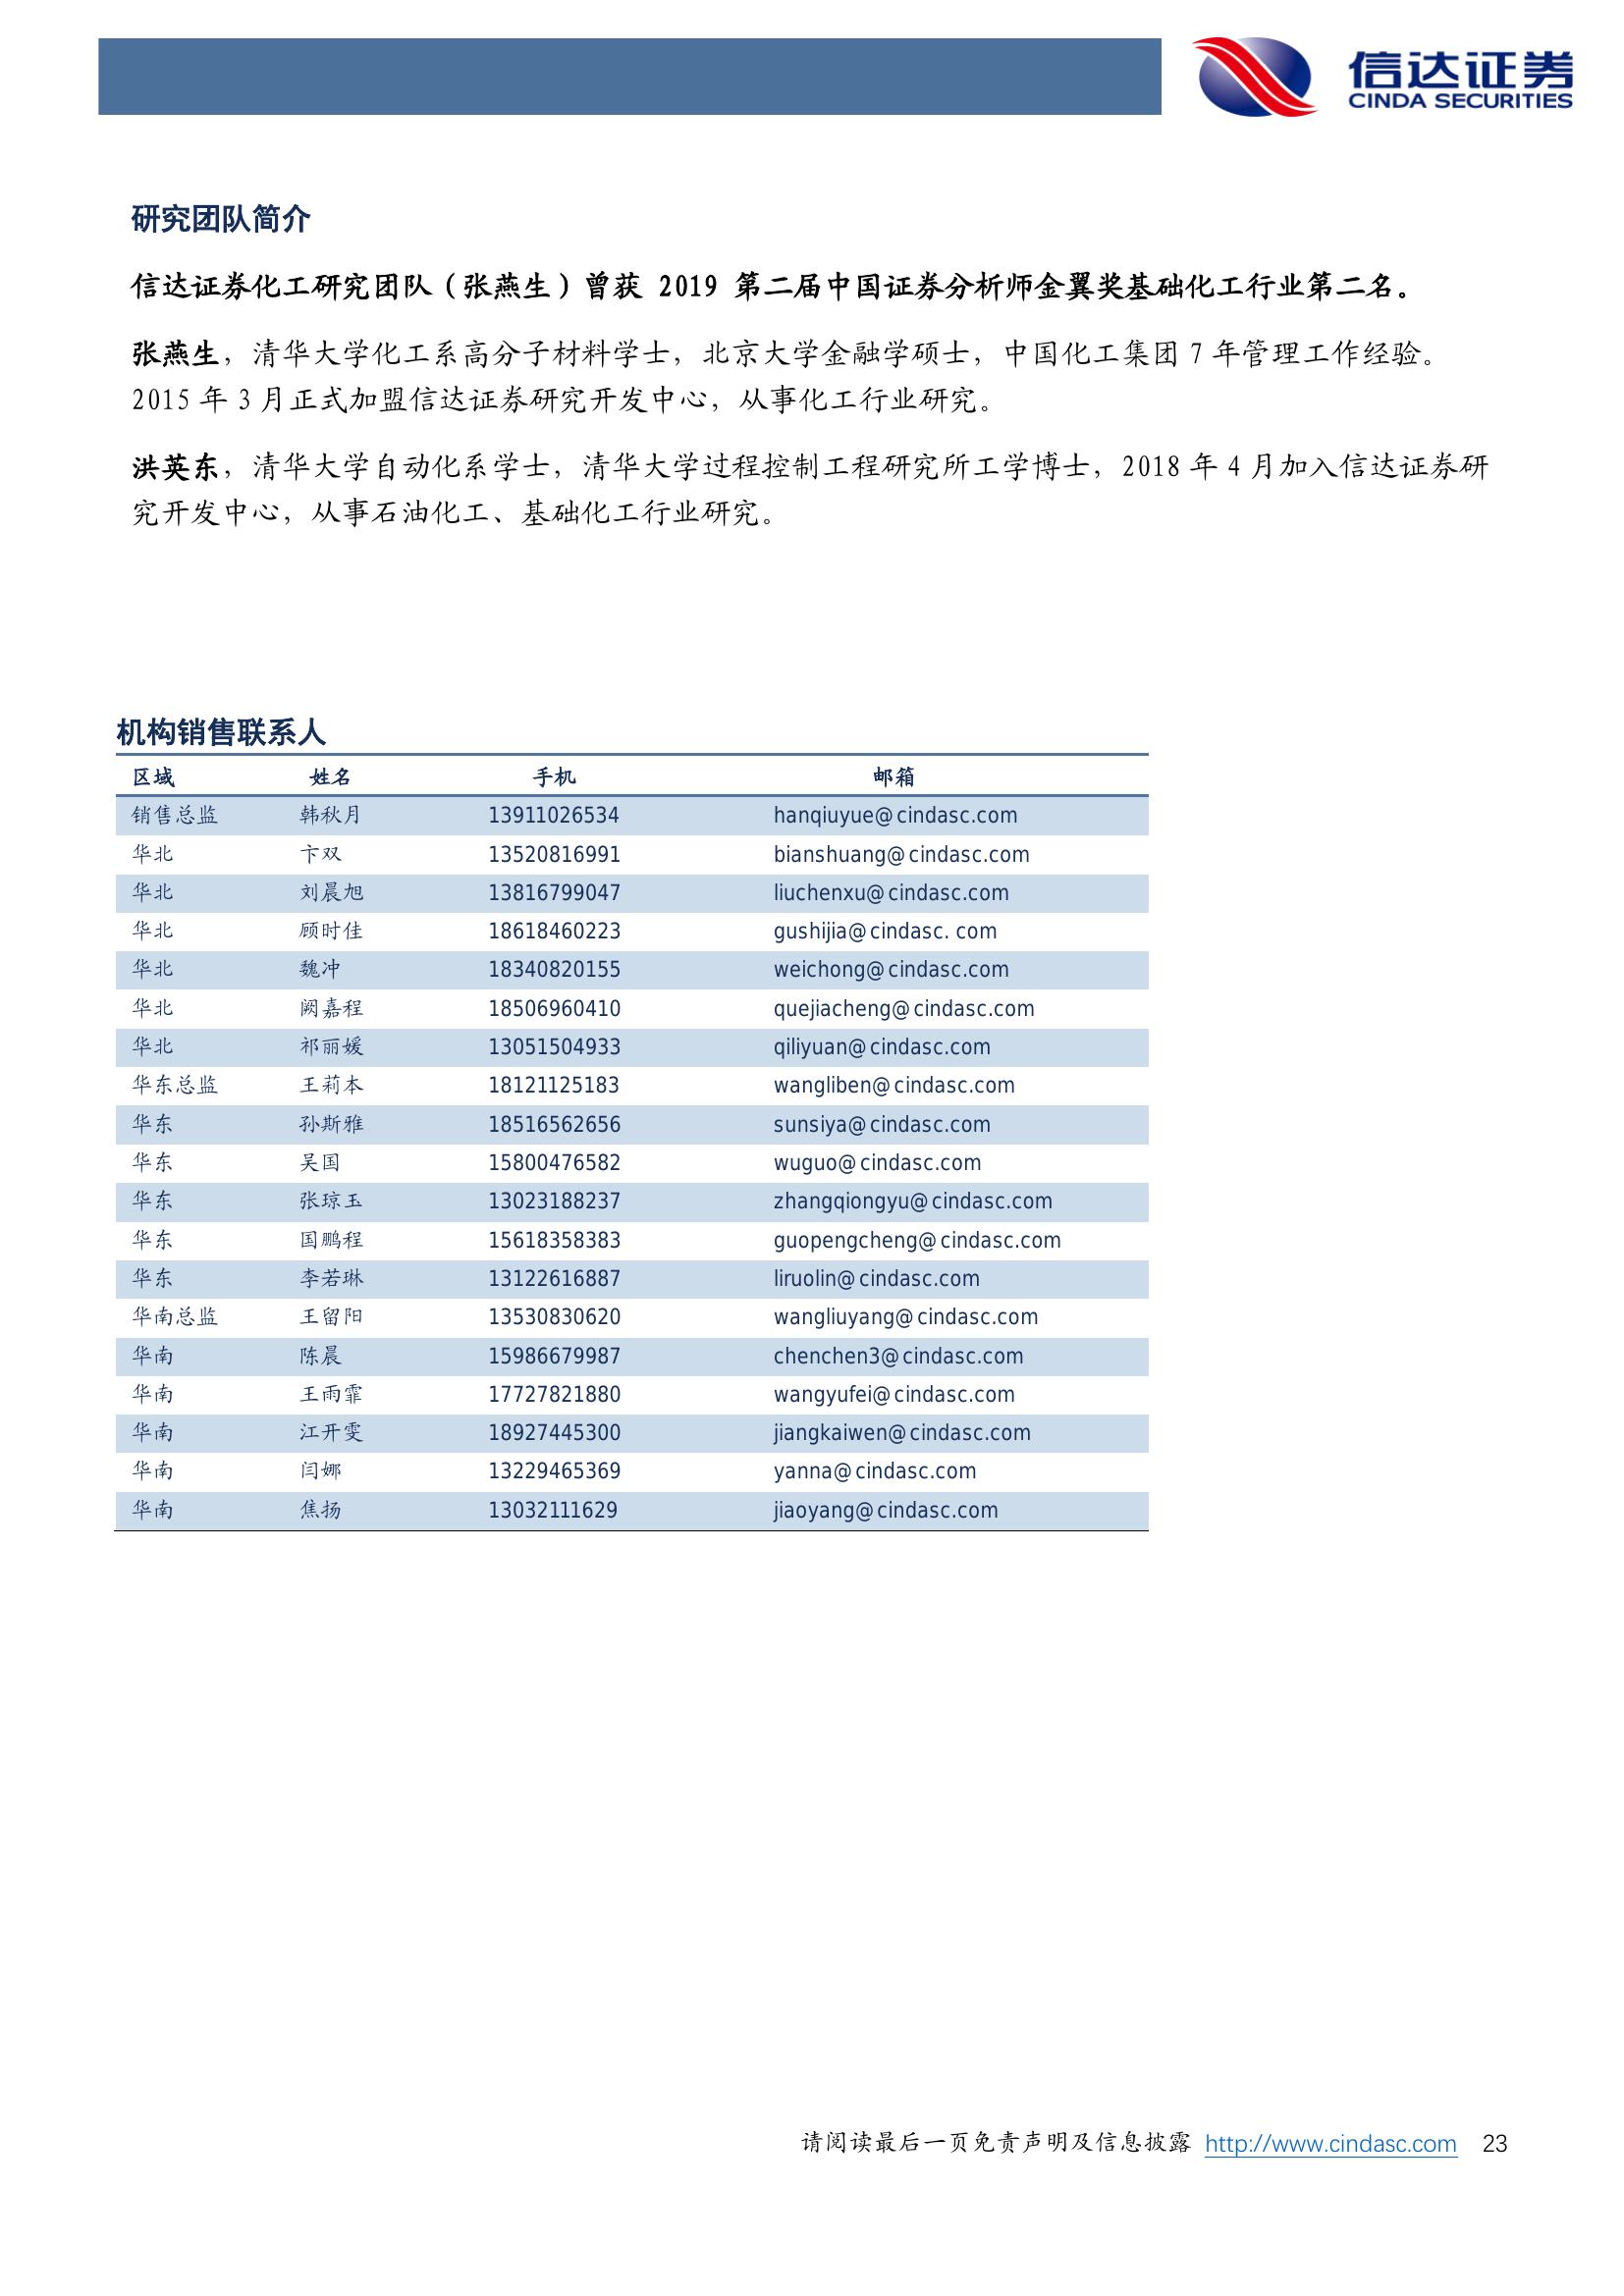 信达证券
CINDA SECURITIES
研究团队简介
信达证券化工研究团队（张燕生）曾获 2019 第二届中国证券分析师金翼奖基础化工行业第二名。
张燕生，清华大学化工系高分子材料学士，北京大学金融学硕士，中国化工集团 7 年管理工作经验。
2015 年 3 月正式加盟信达证券研究开发中心，从事化工行业研究。
洪英东，清华大学自动化系学士，清华大学过程控制工程研究所工学博士，2018 年 4 月加入信达证券研
究开发中心，从事石油化工、基础化工行业研究。
机构销售联系人
区域 姓名 手机 邮箱
销售总监 韩秋月 13911026534 hanqiuyue@cindasc.com
华北 卞双 13520816991 bianshuang@cindasc.com
华北 刘晨旭 13816799047 liuchenxu@cindasc.com
华北 顾时佳 18618460223 gushijia@cindasc. com
华北 魏冲 18340820155 weichong@cindasc.com
华北 阙嘉程 18506960410 quejiacheng@cindasc.com
华北 祁丽媛 13051504933 qiliyuan@cindasc.com
华东总监 王莉本 18121125183 wangliben@cindasc.com
华东 孙斯雅 18516562656 sunsiya@cindasc.com
华东 吴国 15800476582 wuguo@cindasc.com
华东 张琼玉 13023188237 zhangqiongyu@cindasc.com
华东 国鹏程 15618358383 guopengcheng@cindasc.com
华东 李若琳 13122616887 liruolin@cindasc.com
华南总监 王留阳 13530830620 wangliuyang@cindasc.com
华南 陈晨 15986679987 chenchen3@cindasc.com
华南 王雨霏 17727821880 wangyufei@cindasc.com
华南 江开雯 18927445300 jiangkaiwen@cindasc.com
华南 闫娜 13229465369 yanna@cindasc.com
华南 焦扬 13032111629 jiaoyang@cindasc.com
请阅读最后一页免责声明及信息披露 http://www.cindasc.com 23